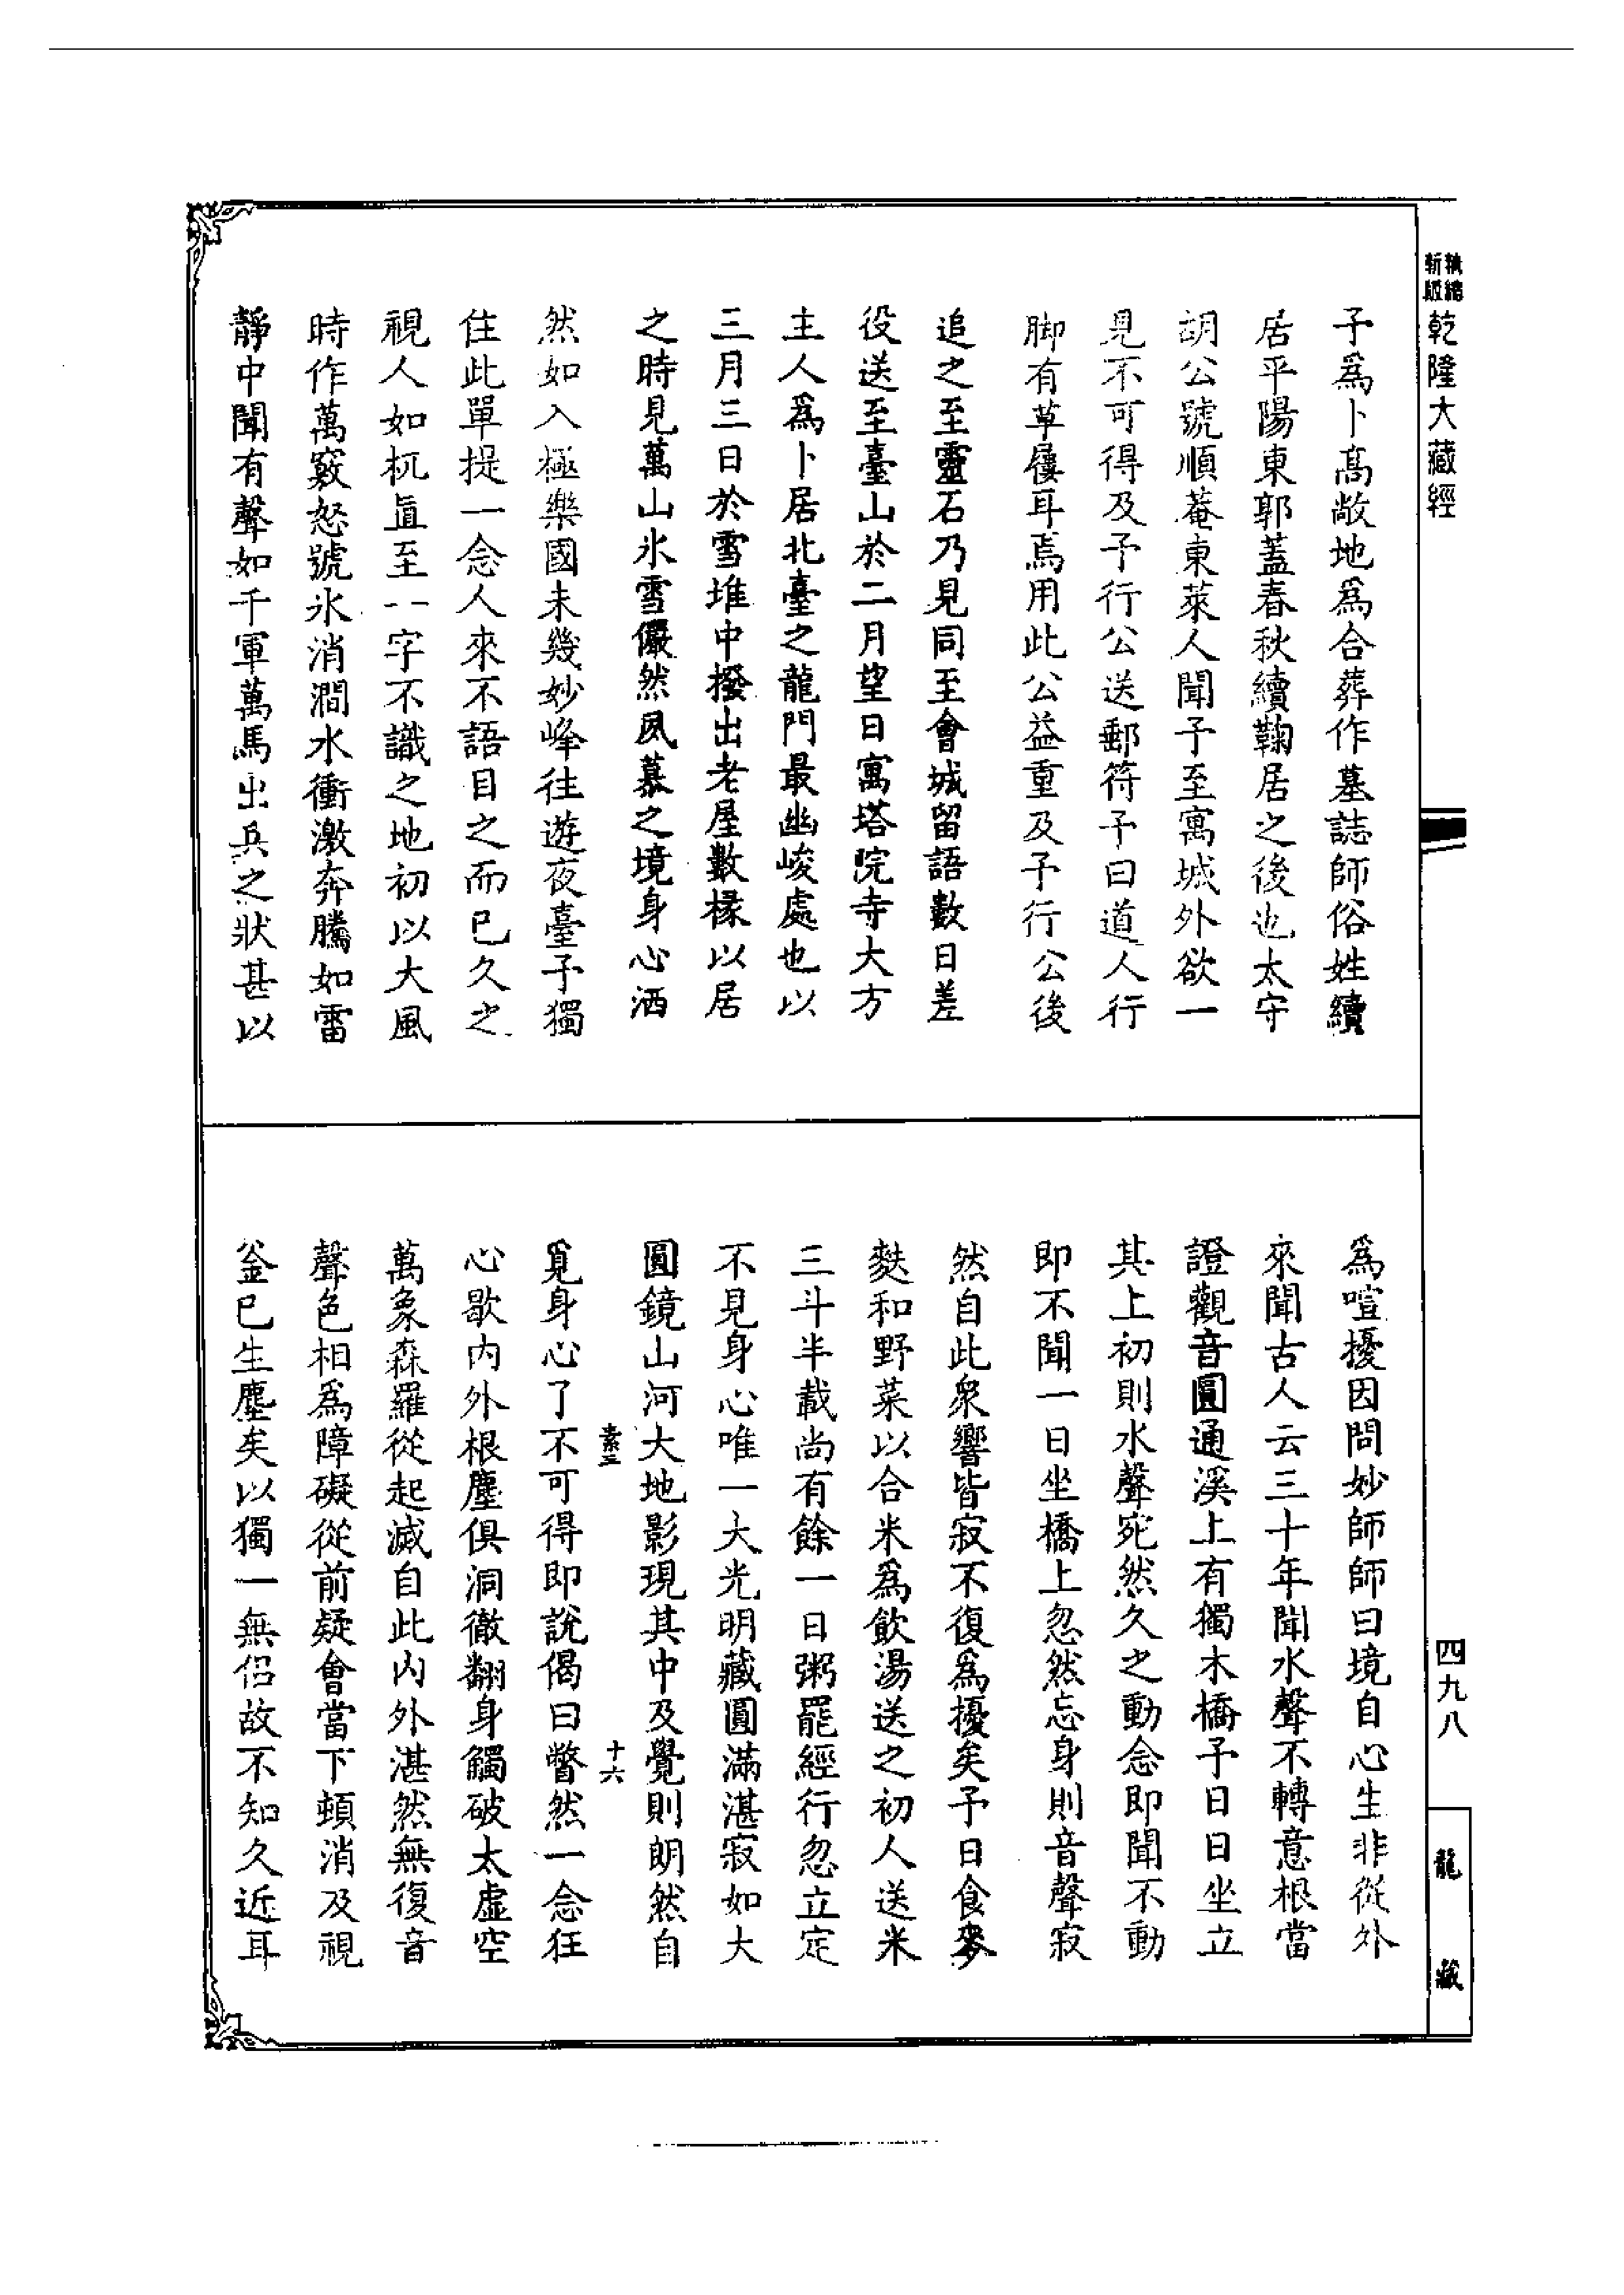 精縮
新版
乾隆大藏經
子爲卜高敞地爲合葬作墓誌師俗姓續
居平陽東郭蓋春秋續鞠居之後也太守
胡公號順菴東萊人聞予至寓城外欲一
見不可得及予行公送郵符予曰道人行
脚有草屨耳焉用此公益重及予行公後
追之至靈石乃見同至會城留語數日差
役送至臺山於二月望日寓塔院寺大方
主人爲卜居北臺之龍門最幽峻處也以
三月三日於雪堆中撥出老屋數椽以居
之時見萬山氷雪儼然夙慕之境身心洒
然如入極樂國未幾妙峰往遊夜臺予獨
住此單提一念人來不語目之而已久之
視人如杌直至一字不識之地初以大風
時作萬竅怒號氷消澗水衝激奔騰如雷
靜中聞有聲如千軍萬馬出兵之狀甚以
爲喧擾因問妙師師曰境自心生非從外
來聞古人云三十年聞水聲不轉意根當
證觀音圓通溪上有獨木橋予日日坐立
其上初則水聲宛然久之動念即聞不動
即不聞一日坐橋上忽然忘身則音聲寂
然自此衆響皆寂不復爲擾矣予日食麥
麩和野菜以合米爲飲湯送之初人送米
三斗半載尚有餘一日粥罷經行忽立定
不見身心唯一大光明藏圓滿湛寂如大
圓鏡山河大地影現其中及覺則朗然自
素三
十六
覓身心了不可得即說偈曰瞥然一念狂
心歇内外根塵俱洞徹翻身觸破太虛空
萬象森羅從起滅自此内外湛然無復音
聲色相爲障礙從前疑會當下頓消及視
釜已生塵矣以獨一無侣故不知久近耳
四九八
龍藏